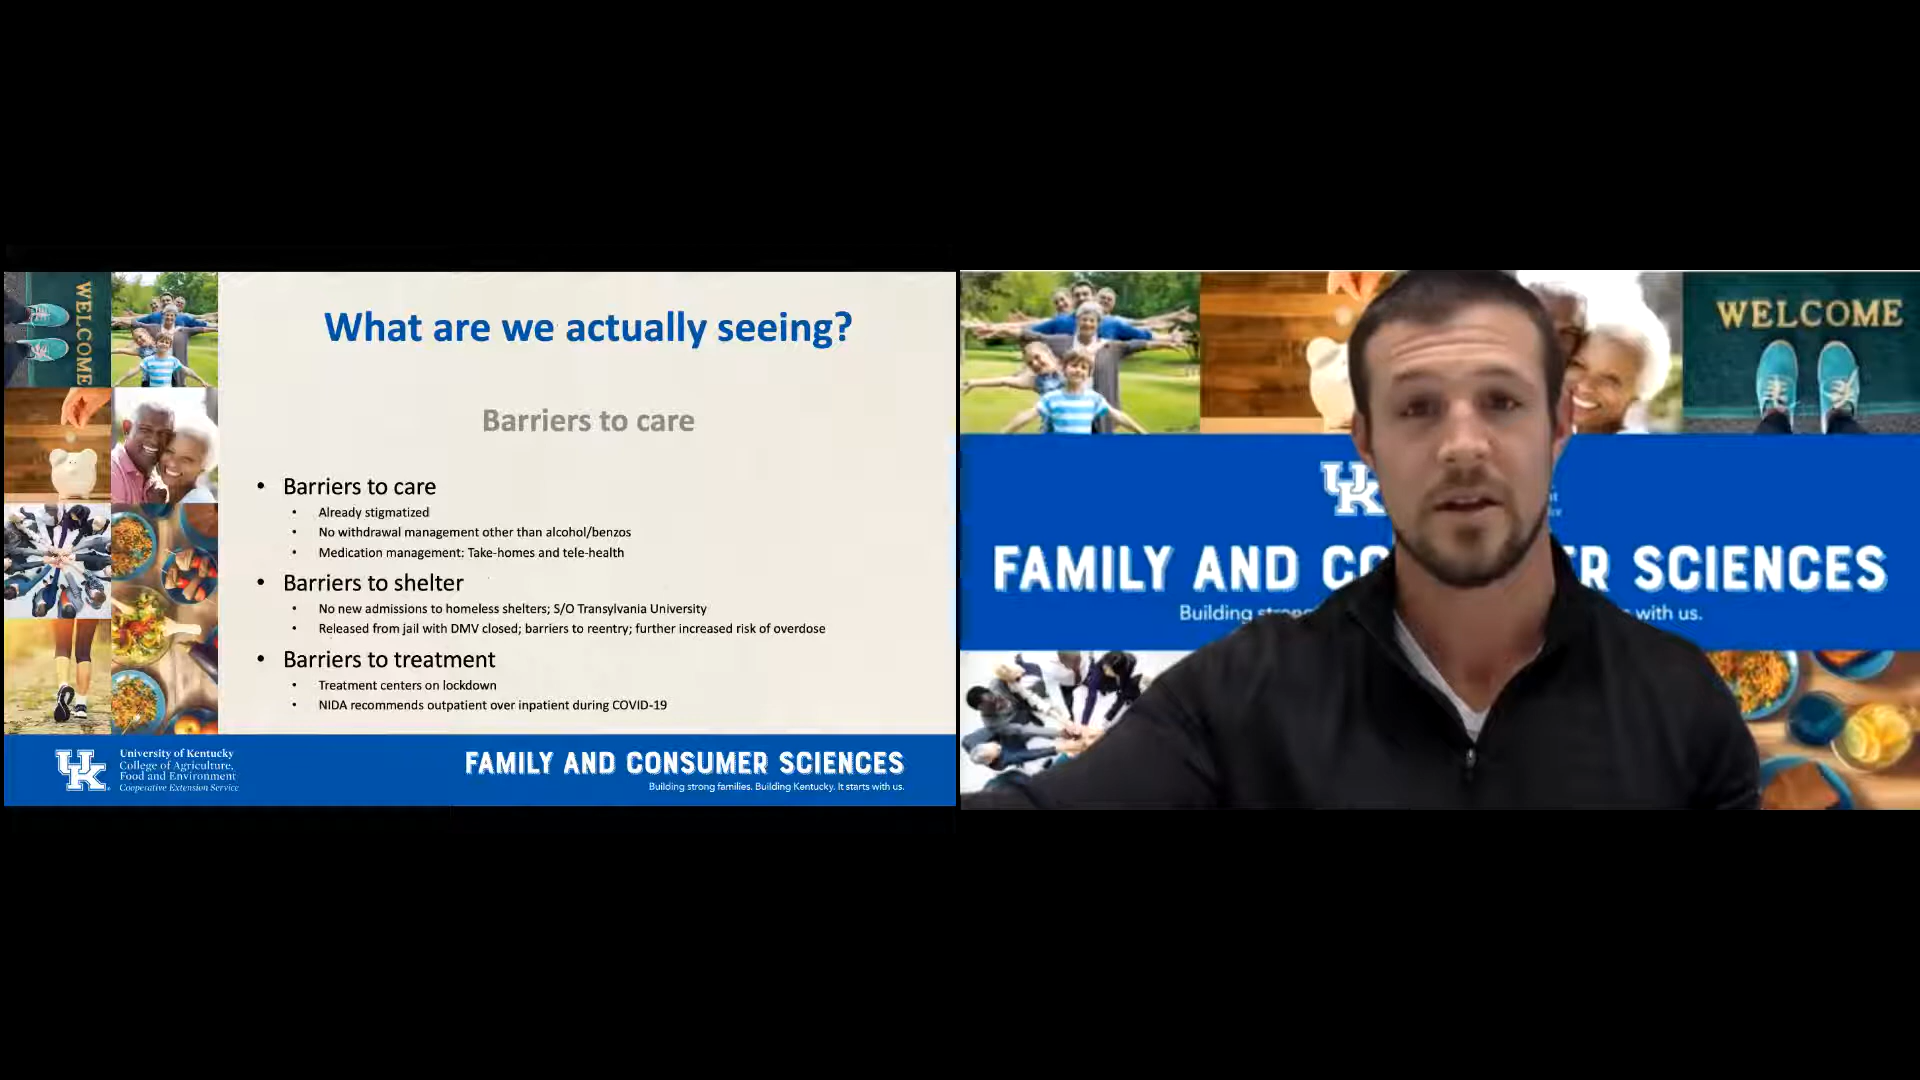 WELCOME
What are we actually seeing?
Barriers to care
• Barriers to care
• Already stigmatized
• No withdrawal management other than alcohol/benzos
• Medication management: Take-homes and tele-health
• Barriers to shelter
• No new admissions to homeless shelters; S/O Transylvania University
• Released from jail with DMV closed; barriers to reentry; further increased risk of overdose
• Barriers to treatment
• Treatment centers on lockdown
• NIDA recommends outpatient over inpatient during COVID-19
UK
University of Kentucky
College of Agriculture,
Food and Environment
Cooperative Extension Service
FAMILY AND CONSUMER SCIENCES
Building strong families. Building Kentucky. It starts with us.
WELCOME
UK
FAMILY AND CO ER SCIENCES
Building with us.